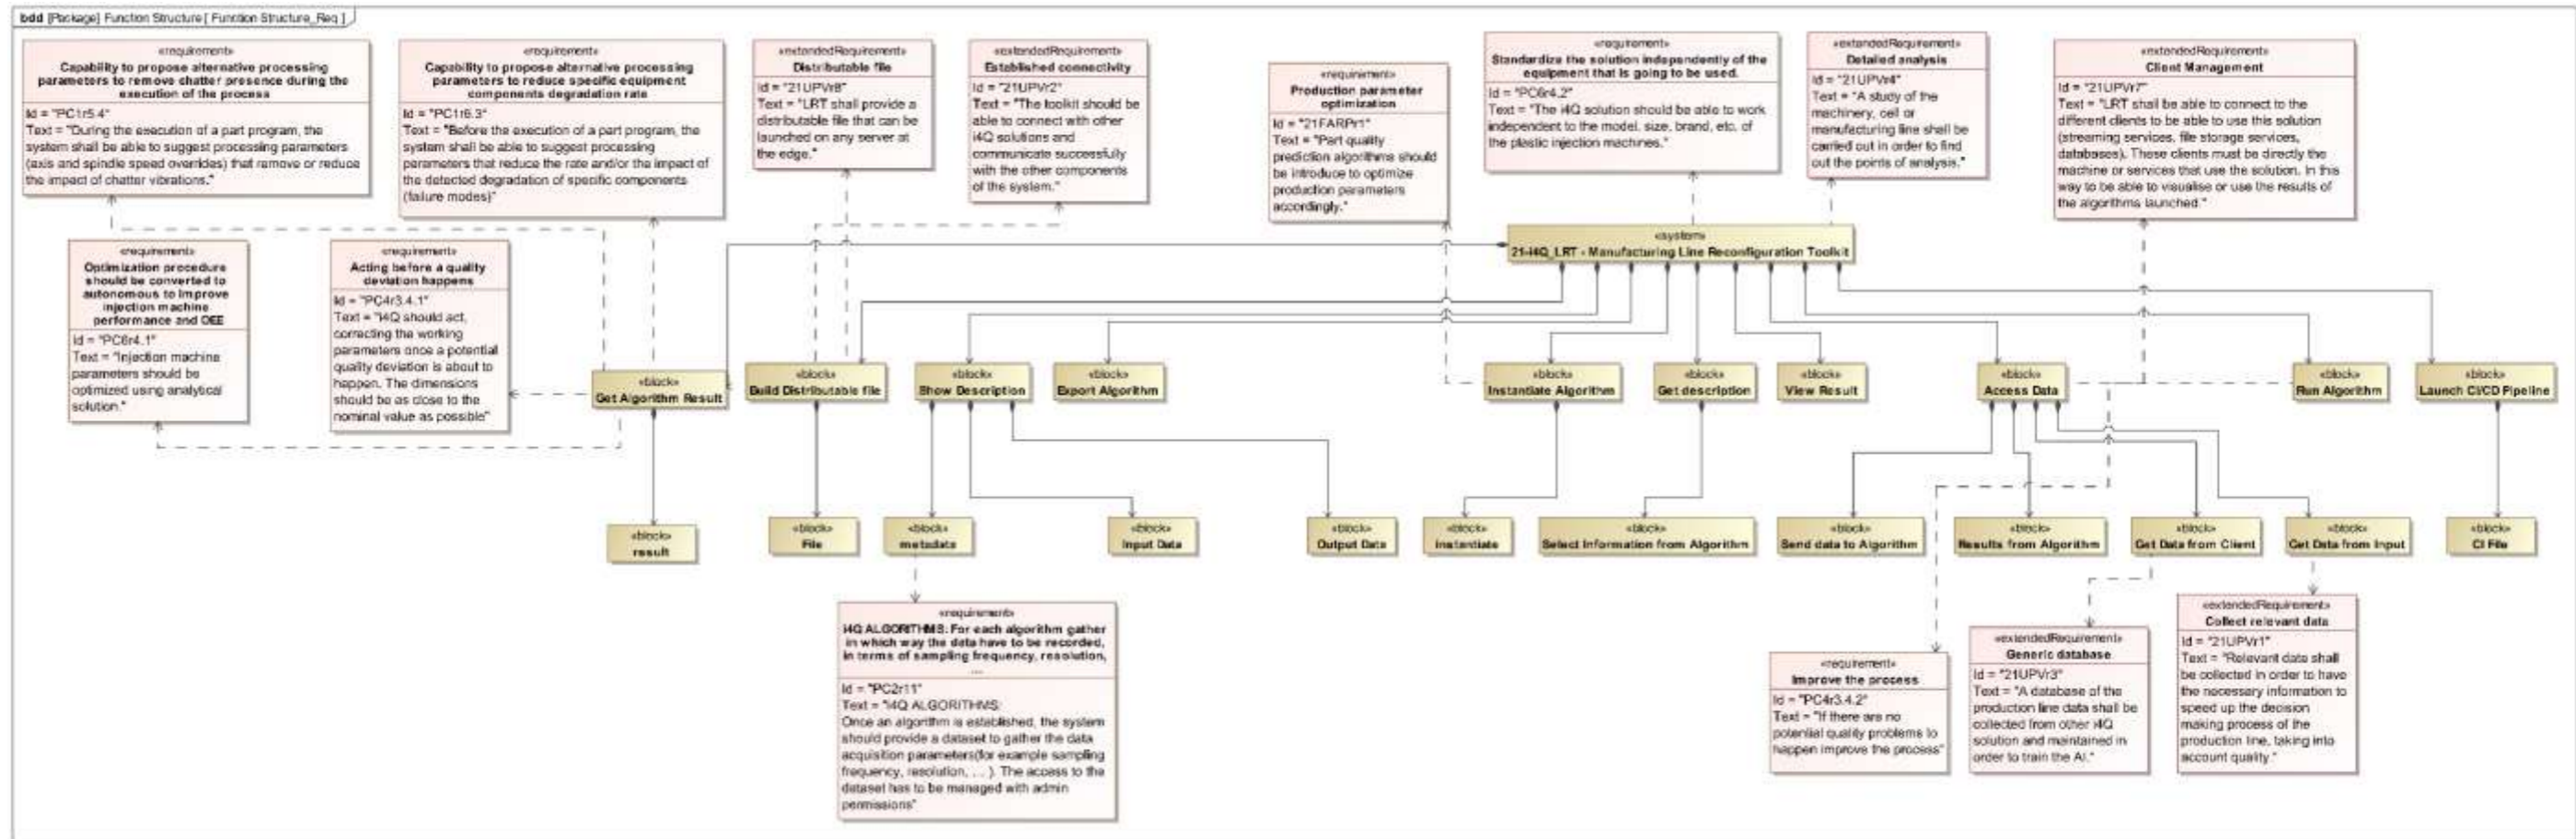 bdd [Package] Function Structure [ Function Structure_Req ]
«requirement»
Capability to propose alternative processing
parameters to remove chatter presence during the
execution of the process
Id = "PC1r5.4"
Text = "During the execution of a part program, the
system shall be able to suggest processing parameters
(axis and spindle speed overrides) that remove or reduce
the impact of chatter vibrations."
«requirement»
Capability to propose alternative processing
parameters to reduce specific equipment
components degradation rate
Id = "PC1r6.3"
Text = "Before the execution of a part program, the
system shall be able to suggest processing
parameters that reduce the rate and/or the impact of
the detected degradation of specific components
(failure modes)"
«extendedRequirement»
Distributable file
Id = "21UPVr8"
Text = "LRT shall provide a
distributable file that can be
launched on any server at
the edge."
«extendedRequirement»
Established connectivity
Id = "21UPVr2"
Text = "The toolkit should be
able to connect with other
i4Q solutions and
communicate successfully
with the other components
of the system."
«requirement»
Production parameter
optimization
Id = "21FARPr1"
Text = "Part quality
prediction algorithms should
be introduce to optimize
production parameters
accordingly."
«requirement»
Standardize the solution independently of the
equipment that is going to be used.
Id = "PC6r4.2"
Text = "The i4Q solution should be able to work
independent to the model, size, brand, etc. of
the plastic injection machines."
«extendedRequirement»
Detailed analysis
Id = "21UPVr4"
Text = "A study of the
machinery, cell or
manufacturing line shall be
carried out in order to find
out the points of analysis."
«extendedRequirement»
Client Management
Id = "21UPVr7"
Text = "LRT shall be able to connect to the
different clients to be able to use this solution
(streaming services, file storage services,
databases). These clients must be directly the
machine or services that use the solution. In this
way to be able to visualise or use the results of
the algorithms launched."
«requirement»
Optimization procedure
should be converted to
autonomous to improve
injection machine
performance and OEE
Id = "PC6r4.1"
Text = "Injection machine
parameters should be
optimized using analytical
solution."
«requirement»
Acting before a quality
deviation happens
Id = "PC4r3.4.1"
Text = "i4Q should act,
correcting the working
parameters once a potential
quality deviation is about to
happen. The dimensions
should be as close to the
nominal value as possible"
«system»
21-i4Q_LRT - Manufacturing Line Reconfiguration Toolkit
«block»
Get Algorithm Result
«block»
Build Distributable file
«block»
Show Description
«block»
Export Algorithm
«block»
Instantiate Algorithm
«block»
Get description
«block»
View Result
«block»
Access Data
«block»
Run Algorithm
«block»
Launch CI/CD Pipeline
«block»
result
«block»
File
«block»
metadata
«block»
Input Data
«block»
Output Data
«block»
instantiate
«block»
Select Information from Algorithm
«block»
Send data to Algorithm
«block»
Results from Algorithm
«block»
Get Data from Client
«block»
Get Data from Input
«block»
CI File
«requirement»
i4Q ALGORITHMS: For each algorithm gather
in which way the data have to be recorded,
in terms of sampling frequency, resolution,
...
Id = "PC2r11"
Text = "i4Q ALGORITHMS:
Once an algorithm is established, the system
should provide a dataset to gather the data
acquisition parameters(for example sampling
frequency, resolution, ... ). The access to the
dataset has to be managed with admin
permissions"
«requirement»
Improve the process
Id = "PC4r3.4.2"
Text = "If there are no
potential quality problems to
happen improve the process"
«extendedRequirement»
Generic database
Id = "21UPVr3"
Text = "A database of the
production line data shall be
collected from other i4Q
solution and maintained in
order to train the AI."
«extendedRequirement»
Collect relevant data
Id = "21UPVr1"
Text = "Relevant data shall
be collected in order to have
the necessary information to
speed up the decision
making process of the
production line, taking into
account quality."